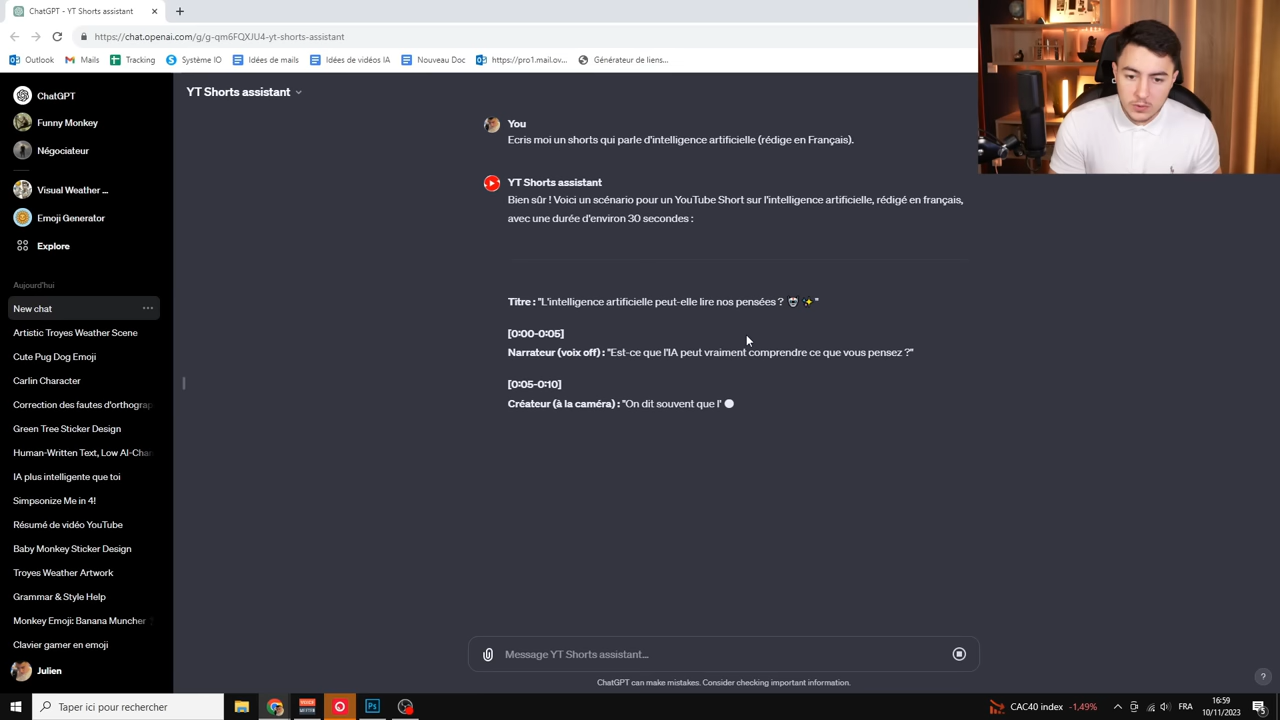 ChatGPT - YT Shorts assistant
https://chat.openai.com/g/g-qm6FQXJU4-yt-shorts-assistant
Outlook
Mails
Tracking
Système IO
Idées de mails
Idées de vidéos IA
Nouveau Doc
https://pro1.mail.ov...
Générateur de liens...
ChatGPT
Funny Monkey
Négociateur
Visual Weather ...
Emoji Generator
Explore
Aujourd'hui
New chat
Artistic Troyes Weather Scene
Cute Pug Dog Emoji
Carlin Character
Correction des fautes d'orthograp
Green Tree Sticker Design
Human-Written Text, Low AI-Cha
IA plus intelligente que toi
Simpsonize Me in 4!
Résumé de vidéo YouTube
Baby Monkey Sticker Design
Troyes Weather Artwork
Grammar & Style Help
Monkey Emoji: Banana Muncher
Clavier gamer en emoji
Julien
YT Shorts assistant
You
Ecris moi un shorts qui parle d'intelligence artificielle (rédige en Français).
YT Shorts assistant
Bien sûr ! Voici un scénario pour un YouTube Short sur l'intelligence artificielle, rédigé en français,
avec une durée d'environ 30 secondes :
Titre : "L'intelligence artificielle peut-elle lire nos pensées ? 💀 ✨ "
[0:00-0:05]
Narrateur (voix off) : "Est-ce que l'IA peut vraiment comprendre ce que vous pensez ?"
[0:05-0:10]
Créateur (à la caméra) : "On dit souvent que l'
Message YT Shorts assistant...
ChatGPT can make mistakes. Consider checking important information.
?
Taper ici pour rechercher
CAC40 index -1,49%
FRA
16:59
10/11/2023